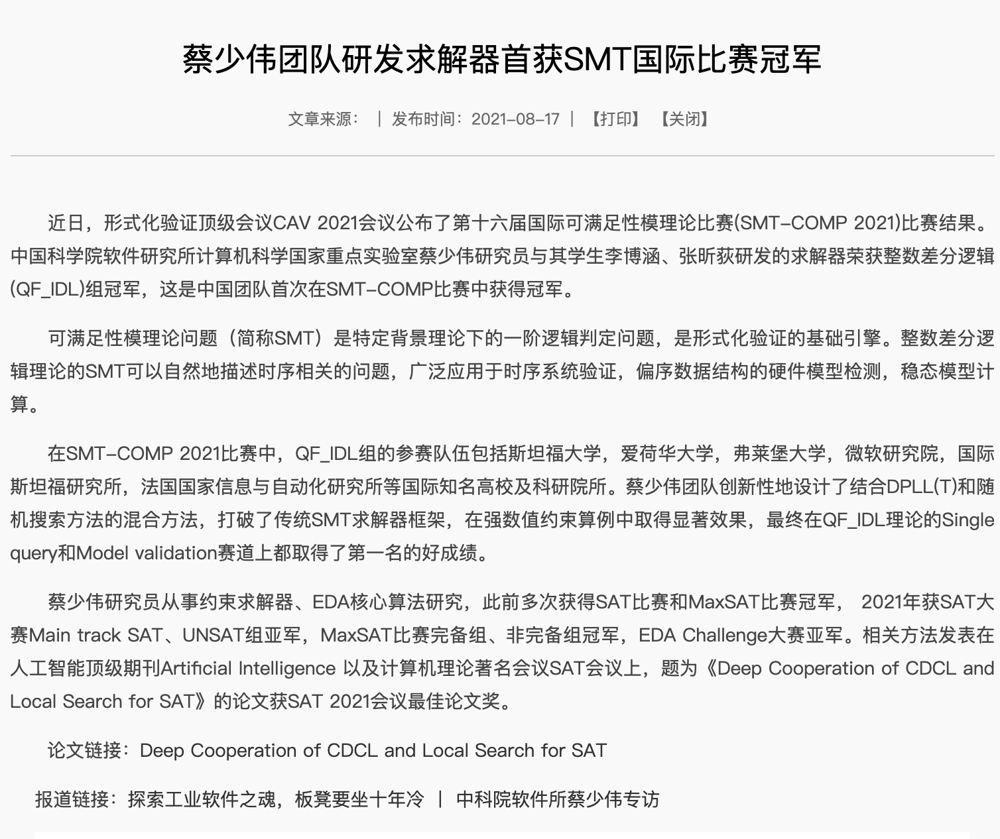 蔡少伟团队研发求解器首获SMT国际比赛冠军
文章来源： | 发布时间：2021-08-17 | 【打印】 【关闭】
近日，形式化验证顶级会议CAV 2021会议公布了第十六届国际可满足性模理论比赛(SMT-COMP 2021)比赛结果。
中国科学院软件研究所计算机科学国家重点实验室蔡少伟研究员与其学生李博涵、张昕荻研发的求解器荣获整数差分逻辑
(QF_IDL)组冠军，这是中国团队首次在SMT-COMP比赛中获得冠军。
可满足性模理论问题（简称SMT）是特定背景理论下的一阶逻辑判定问题，是形式化验证的基础引擎。整数差分逻
辑理论的SMT可以自然地描述时序相关的问题，广泛应用于时序系统验证，偏序数据结构的硬件模型检测，稳态模型计
算。
在SMT-COMP 2021比赛中，QF_IDL组的参赛队伍包括斯坦福大学，爱荷华大学，弗莱堡大学，微软研究院，国际
斯坦福研究所，法国国家信息与自动化研究所等国际知名高校及科研院所。蔡少伟团队创新性地设计了结合DPLL(T)和随
机搜索方法的混合方法，打破了传统SMT求解器框架，在强数值约束算例中取得显著效果，最终在QF_IDL理论的Single
query和Model validation赛道上都取得了第一名的好成绩。
蔡少伟研究员从事约束求解器、EDA核心算法研究，此前多次获得SAT比赛和MaxSAT比赛冠军， 2021年获SAT大
赛Main track SAT、UNSAT组亚军，MaxSAT比赛完备组、非完备组冠军，EDA Challenge大赛亚军。相关方法发表在
人工智能顶级期刊Artificial Intelligence 以及计算机理论著名会议SAT会议上，题为《Deep Cooperation of CDCL and
Local Search for SAT》的论文获SAT 2021会议最佳论文奖。
论文链接：Deep Cooperation of CDCL and Local Search for SAT
报道链接：探索工业软件之魂，板凳要坐十年冷 | 中科院软件所蔡少伟专访